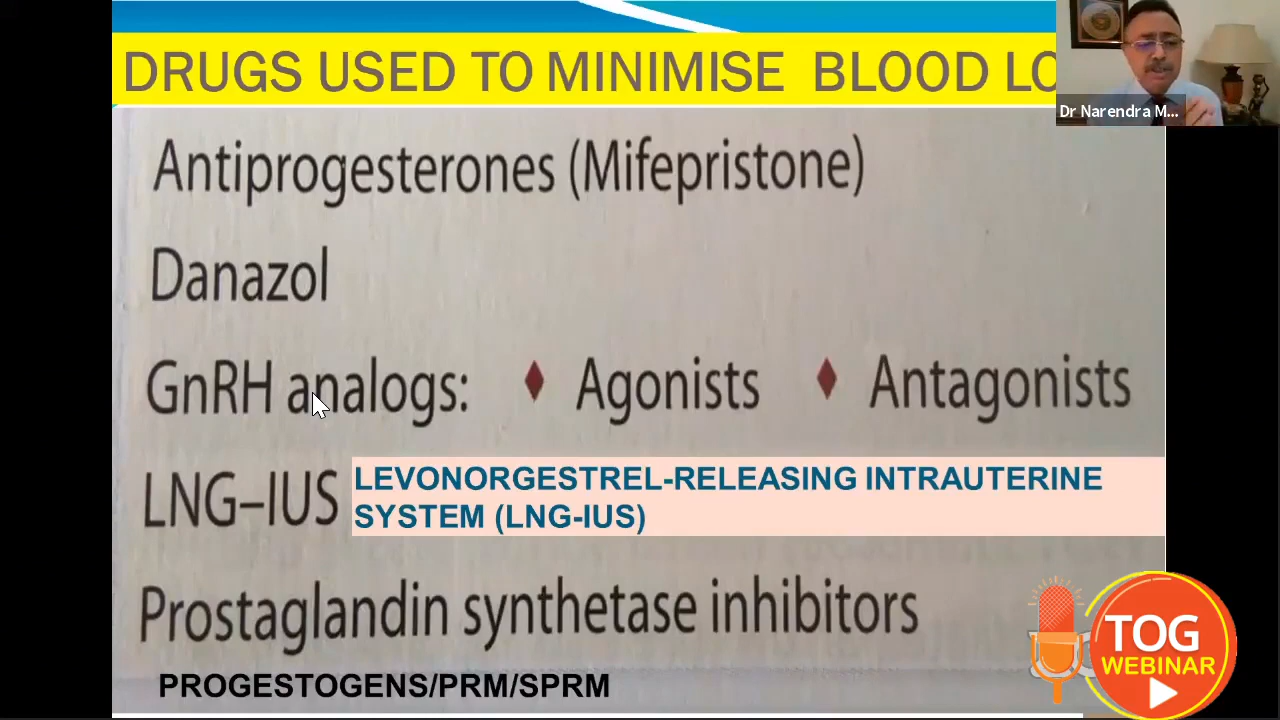 DRUGS USED TO MINIMISE BLOOD LO
Dr Narendra M...
Antiprogesterones (Mifepristone)
Danazol
GnRH analogs: ♦ Agonists ♦ Antagonists
LNG–IUS
LEVONORGESTREL-RELEASING INTRAUTERINE
SYSTEM (LNG-IUS)
Prostaglandin synthetase inhibitors
PROGESTOGENS/PRM/SPRM
TOG
WEBINAR